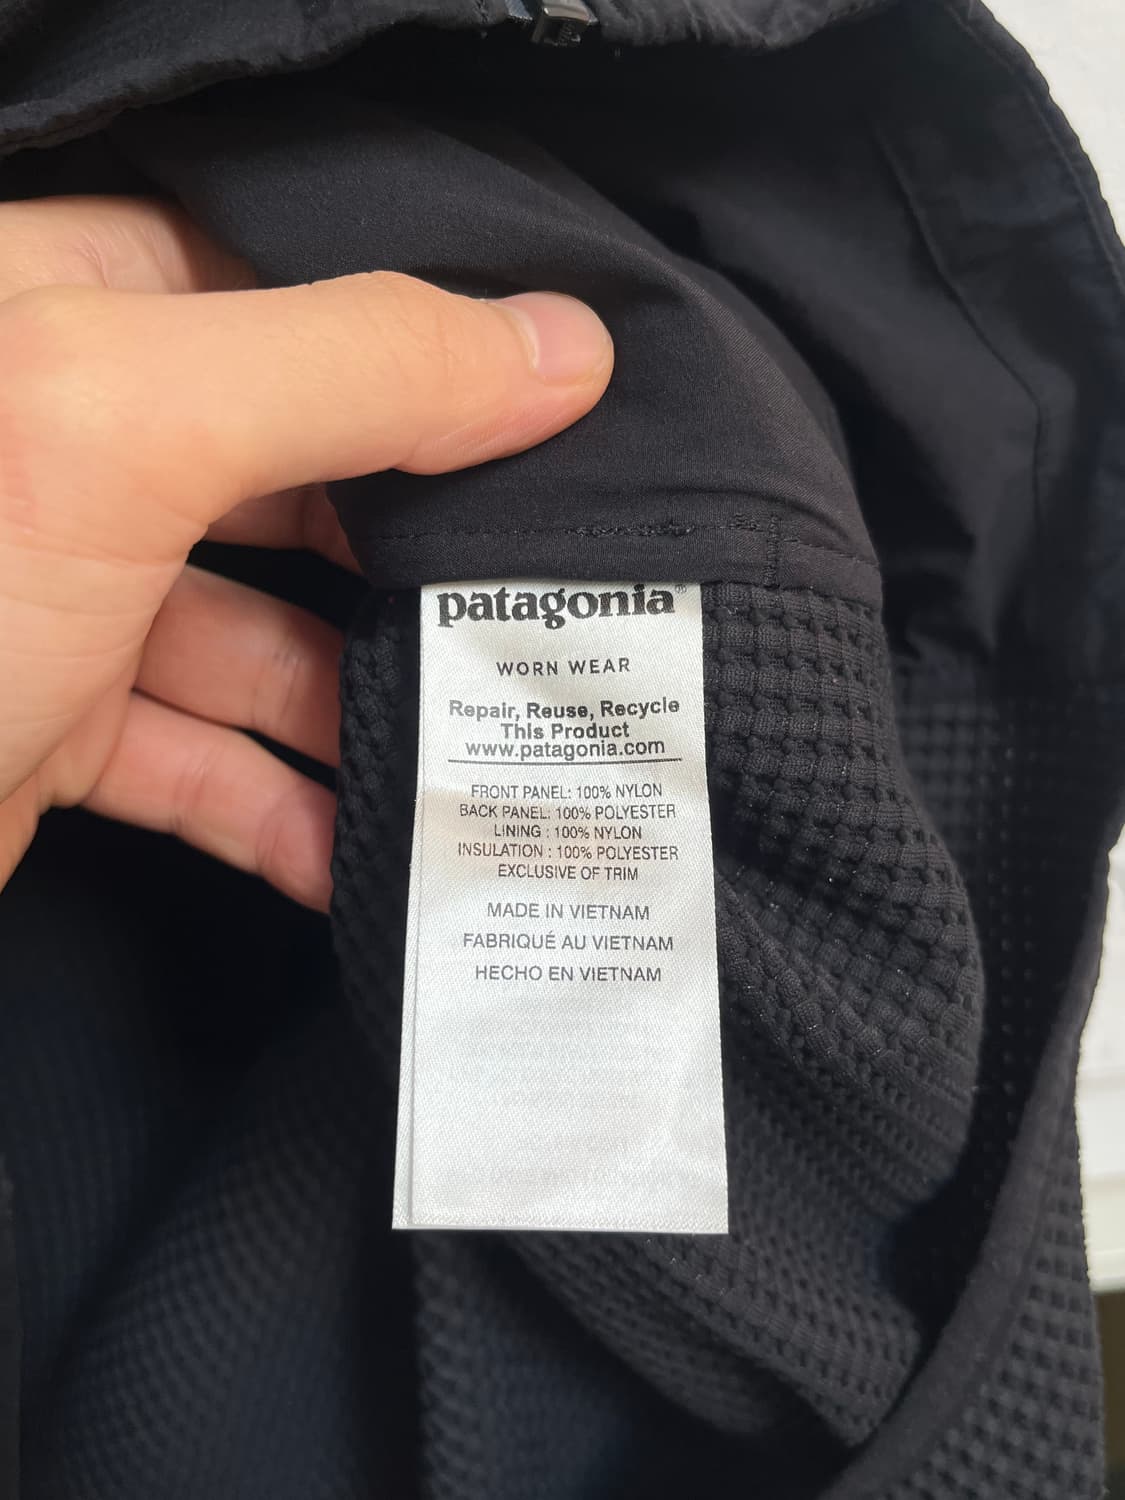 patagonia®
WORN WEAR
Repair, Reuse, Recycle
This Product
www.patagonia.com
FRONT PANEL: 100% NYLON
BACK PANEL: 100% POLYESTER
LINING : 100% NYLON
INSULATION : 100% POLYESTER
EXCLUSIVE OF TRIM
MADE IN VIETNAM
FABRIQUÉ AU VIETNAM
HECHO EN VIETNAM